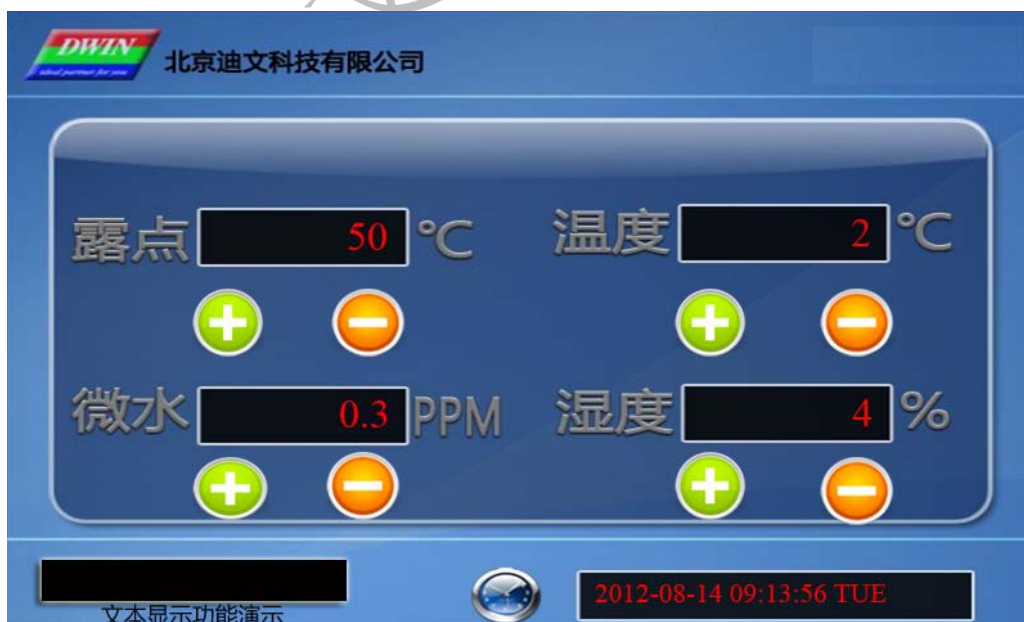 DWIN
ideal partner for you
北京迪文科技有限公司
露点 50 ℃ 温度 2 ℃
微水 0.3 PPM 湿度 4 %
文本显示功能演示
2012-08-14 09:13:56 TUE